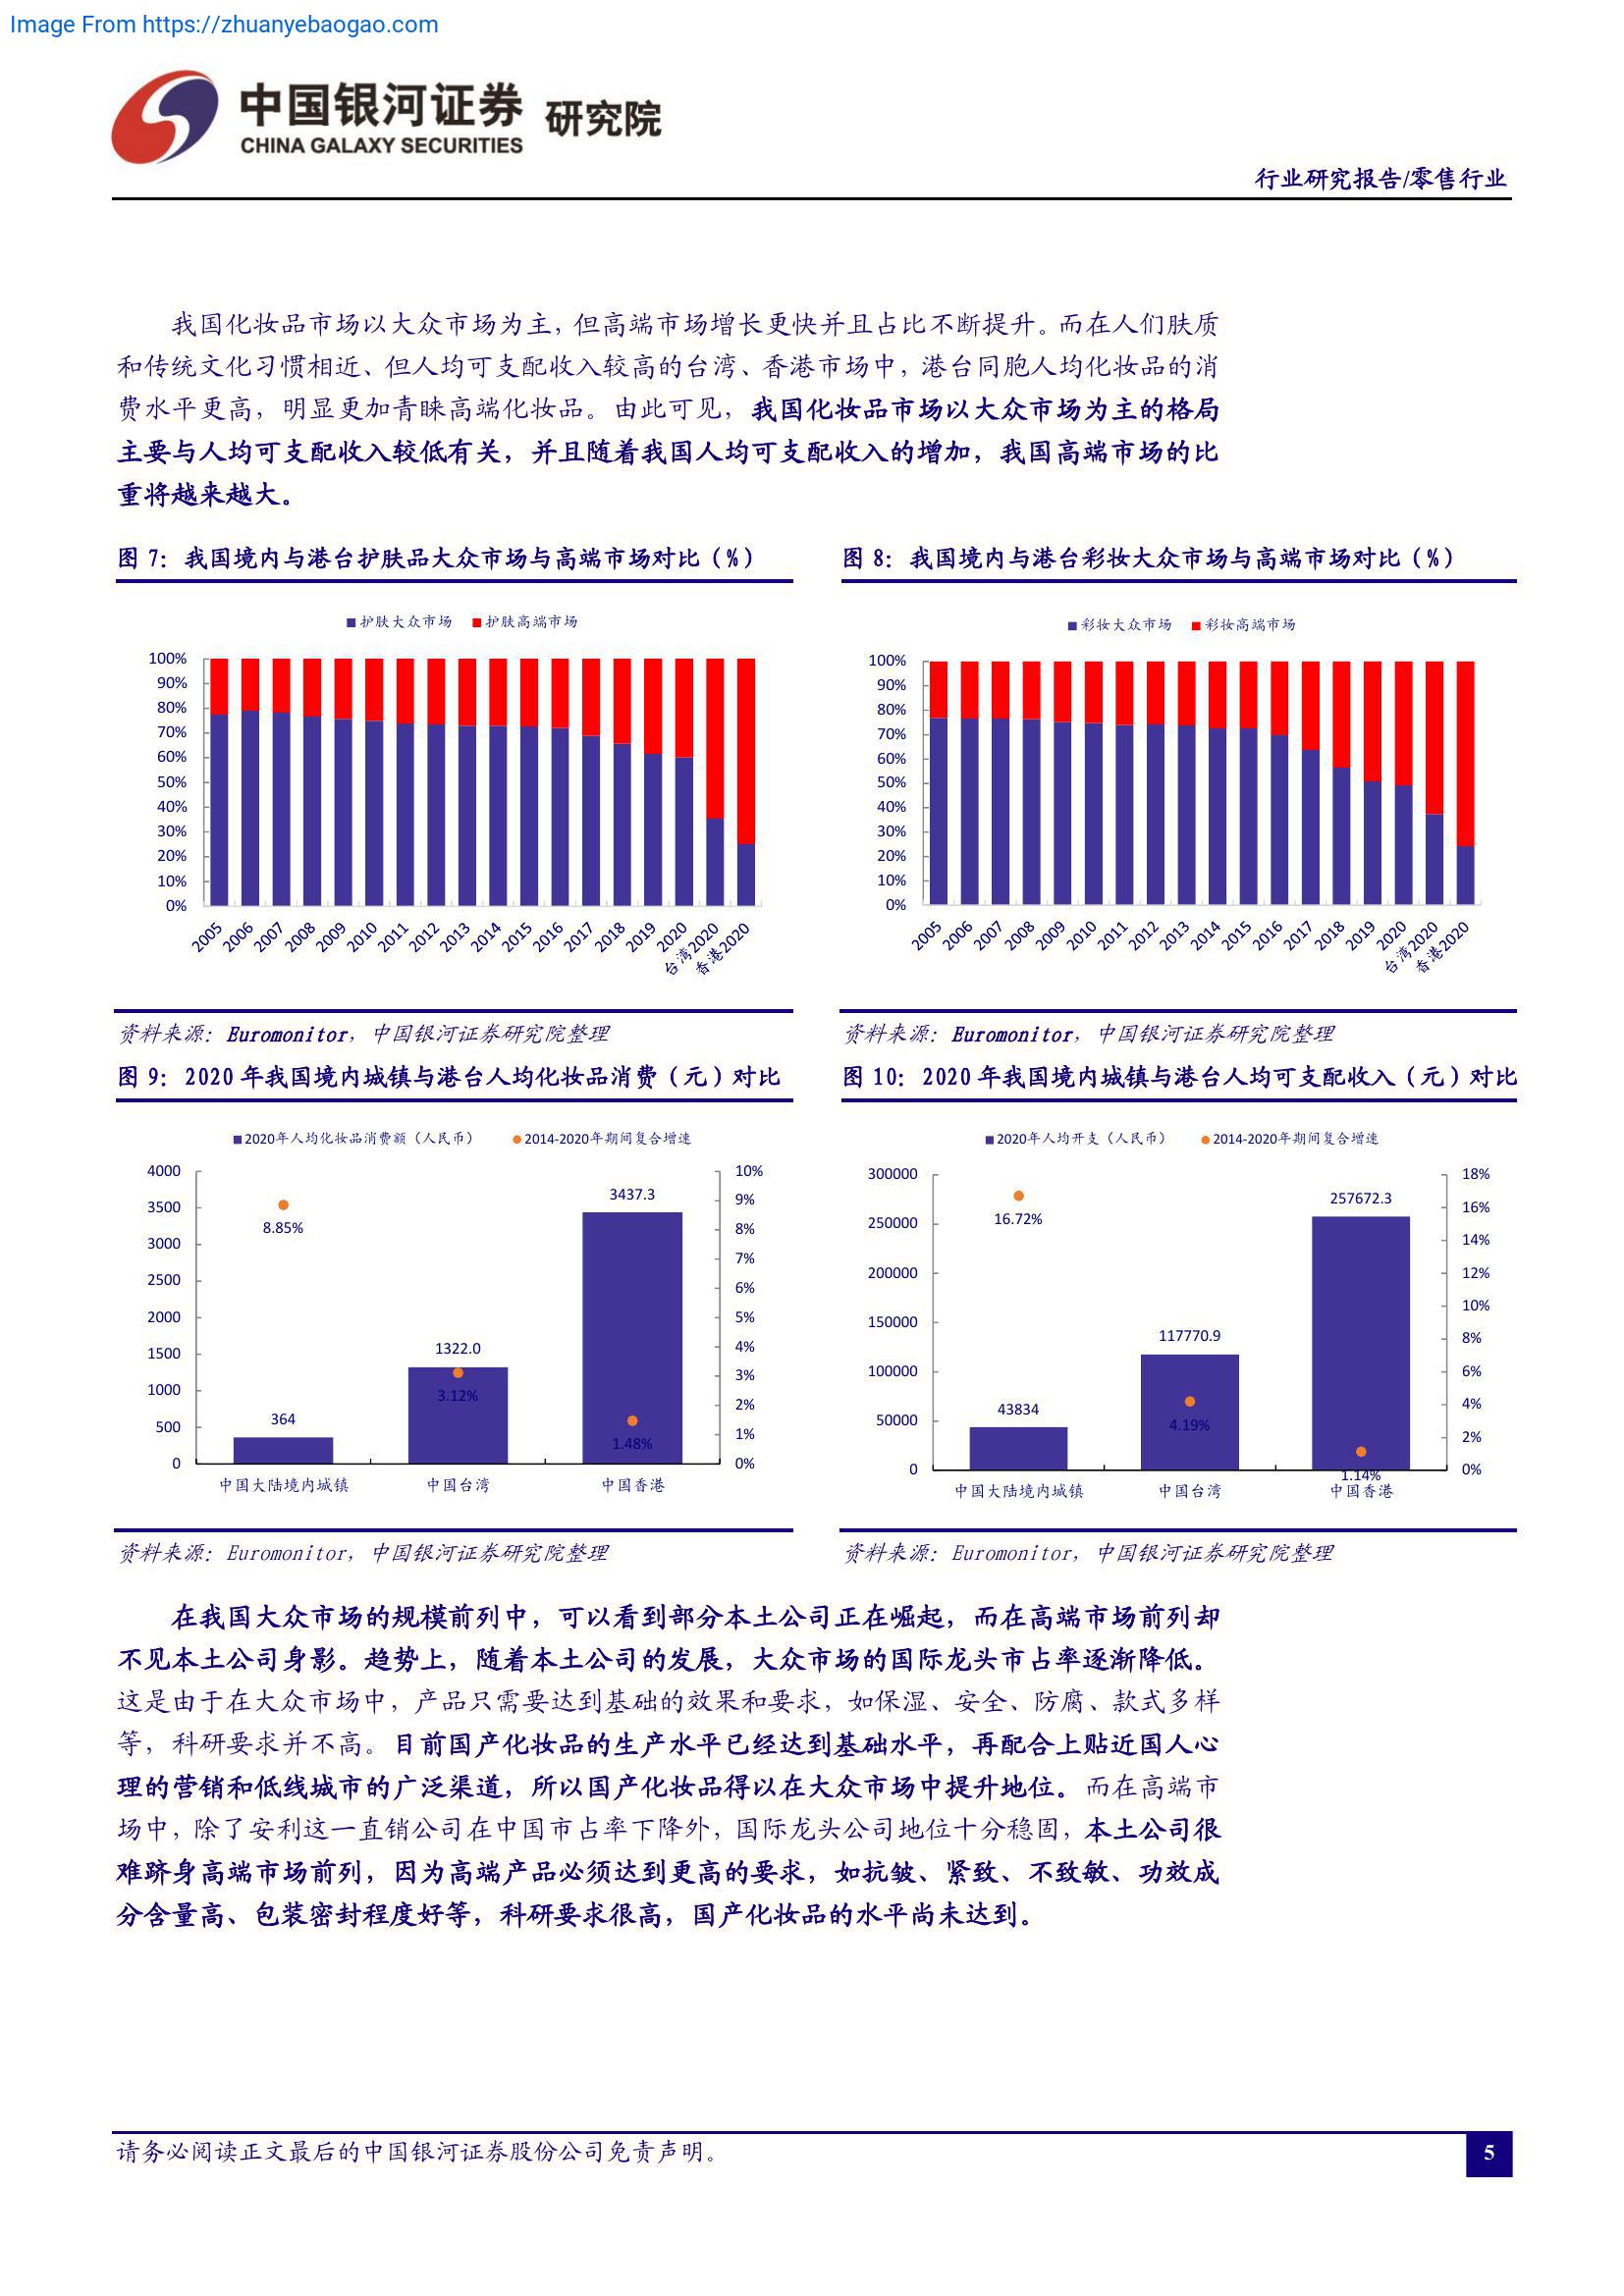 Image From https://zhuanyebaogao.com
中国银河证券 研究院
CHINA GALAXY SECURITIES
行业研究报告/零售行业
我国化妆品市场以大众市场为主，但高端市场增长更快并且占比不断提升。而在人们肤质
和传统文化习惯相近、但人均可支配收入较高的台湾、香港市场中，港台同胞人均化妆品的消
费水平更高，明显更加青睐高端化妆品。由此可见，我国化妆品市场以大众市场为主的格局
主要与人均可支配收入较低有关，并且随着我国人均可支配收入的增加，我国高端市场的比
重将越来越大。
图 7：我国境内与港台护肤品大众市场与高端市场对比（%）
护肤大众市场 护肤高端市场
100%
90%
80%
70%
60%
50%
40%
30%
20%
10%
0%
2005 2006 2007 2008 2009 2010 2011 2012 2013 2014 2015 2016 2017 2018 2019 2020 台湾2020 香港2020
资料来源：Euromonitor，中国银河证券研究院整理
图 8：我国境内与港台彩妆大众市场与高端市场对比（%）
彩妆大众市场 彩妆高端市场
100%
90%
80%
70%
60%
50%
40%
30%
20%
10%
0%
2005 2006 2007 2008 2009 2010 2011 2012 2013 2014 2015 2016 2017 2018 2019 2020 台湾2020 香港2020
资料来源：Euromonitor，中国银河证券研究院整理
图 9：2020 年我国境内城镇与港台人均化妆品消费（元）对比
2020年人均化妆品消费额（人民币） 2014-2020年期间复合增速
4000
3500
3000
2500
2000
1500
1000
500
0
10%
9%
8%
7%
6%
5%
4%
3%
2%
1%
0%
3437.3
8.85%
1322.0
3.12%
364
1.48%
中国大陆境内城镇 中国台湾 中国香港
资料来源：Euromonitor，中国银河证券研究院整理
图 10：2020 年我国境内城镇与港台人均可支配收入（元）对比
2020年人均开支（人民币） 2014-2020年期间复合增速
300000
250000
200000
150000
100000
50000
0
18%
16%
14%
12%
10%
8%
6%
4%
2%
0%
257672.3
16.72%
117770.9
43834
4.19%
1.14%
中国大陆境内城镇 中国台湾 中国香港
资料来源：Euromonitor，中国银河证券研究院整理
在我国大众市场的规模前列中，可以看到部分本土公司正在崛起，而在高端市场前列却
不见本土公司身影。趋势上，随着本土公司的发展，大众市场的国际龙头市占率逐渐降低。
这是由于在大众市场中，产品只需要达到基础的效果和要求，如保湿、安全、防腐、款式多样
等，科研要求并不高。目前国产化妆品的生产水平已经达到基础水平，再配合上贴近国人心
理的营销和低线城市的广泛渠道，所以国产化妆品得以在大众市场中提升地位。而在高端市
场中，除了安利这一直销公司在中国市占率下降外，国际龙头公司地位十分稳固，本土公司很
难跻身高端市场前列，因为高端产品必须达到更高的要求，如抗皱、紧致、不致敏、功效成
分含量高、包装密封程度好等，科研要求很高，国产化妆品的水平尚未达到。
请务必阅读正文最后的中国银河证券股份公司免责声明。
5